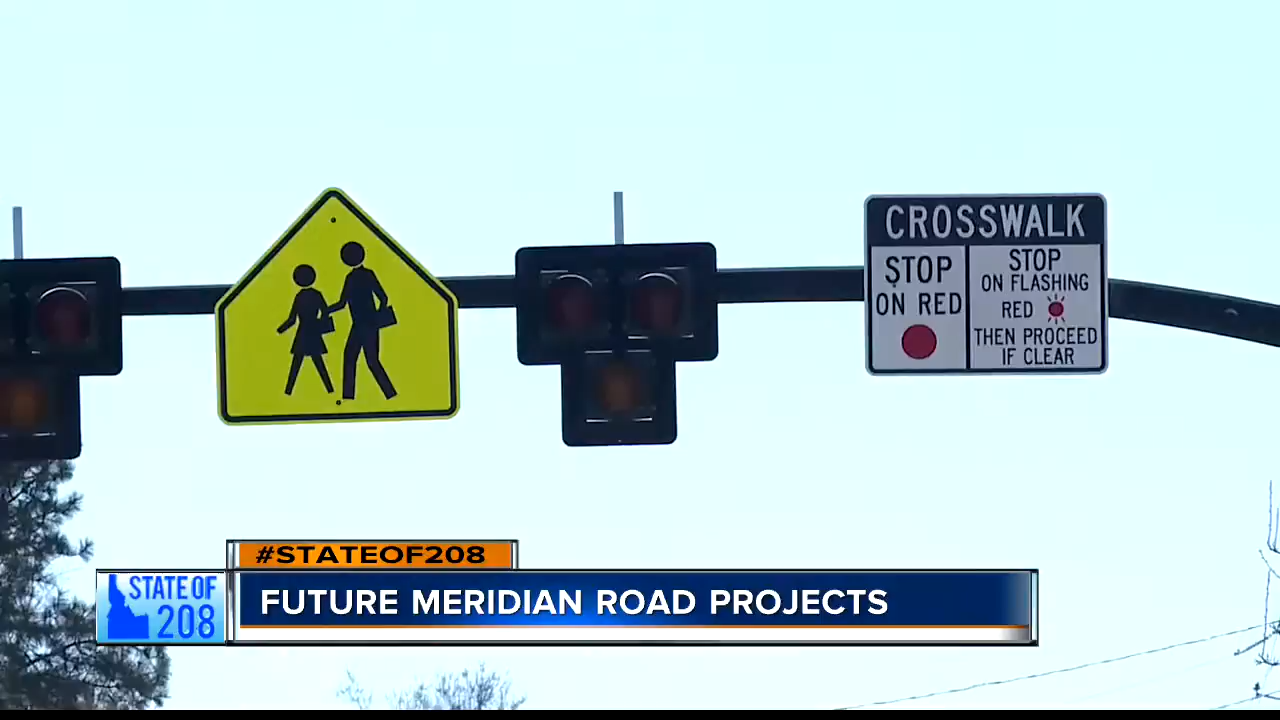 CROSSWALK
STOP
ON RED
STOP
ON FLASHING
RED
THEN PROCEED
IF CLEAR
#STATEOF208
STATE OF
208
FUTURE MERIDIAN ROAD PROJECTS